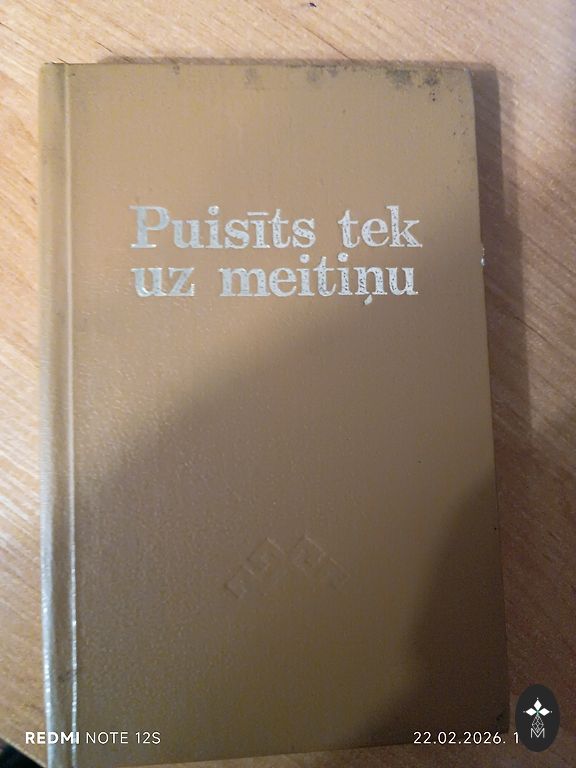 Puisīts tek
uz meitiņu
REDMI NOTE 12S
22.02.2026. 1
M